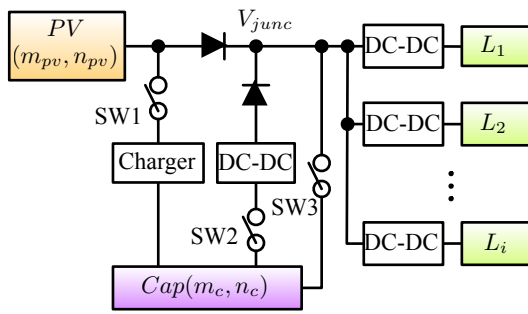 PV
(m_pv, n_pv)
V_junc
DC-DC
L_1
SW1
DC-DC
L_2
Charger
DC-DC
SW3
SW2
DC-DC
L_i
Cap(m_c, n_c)